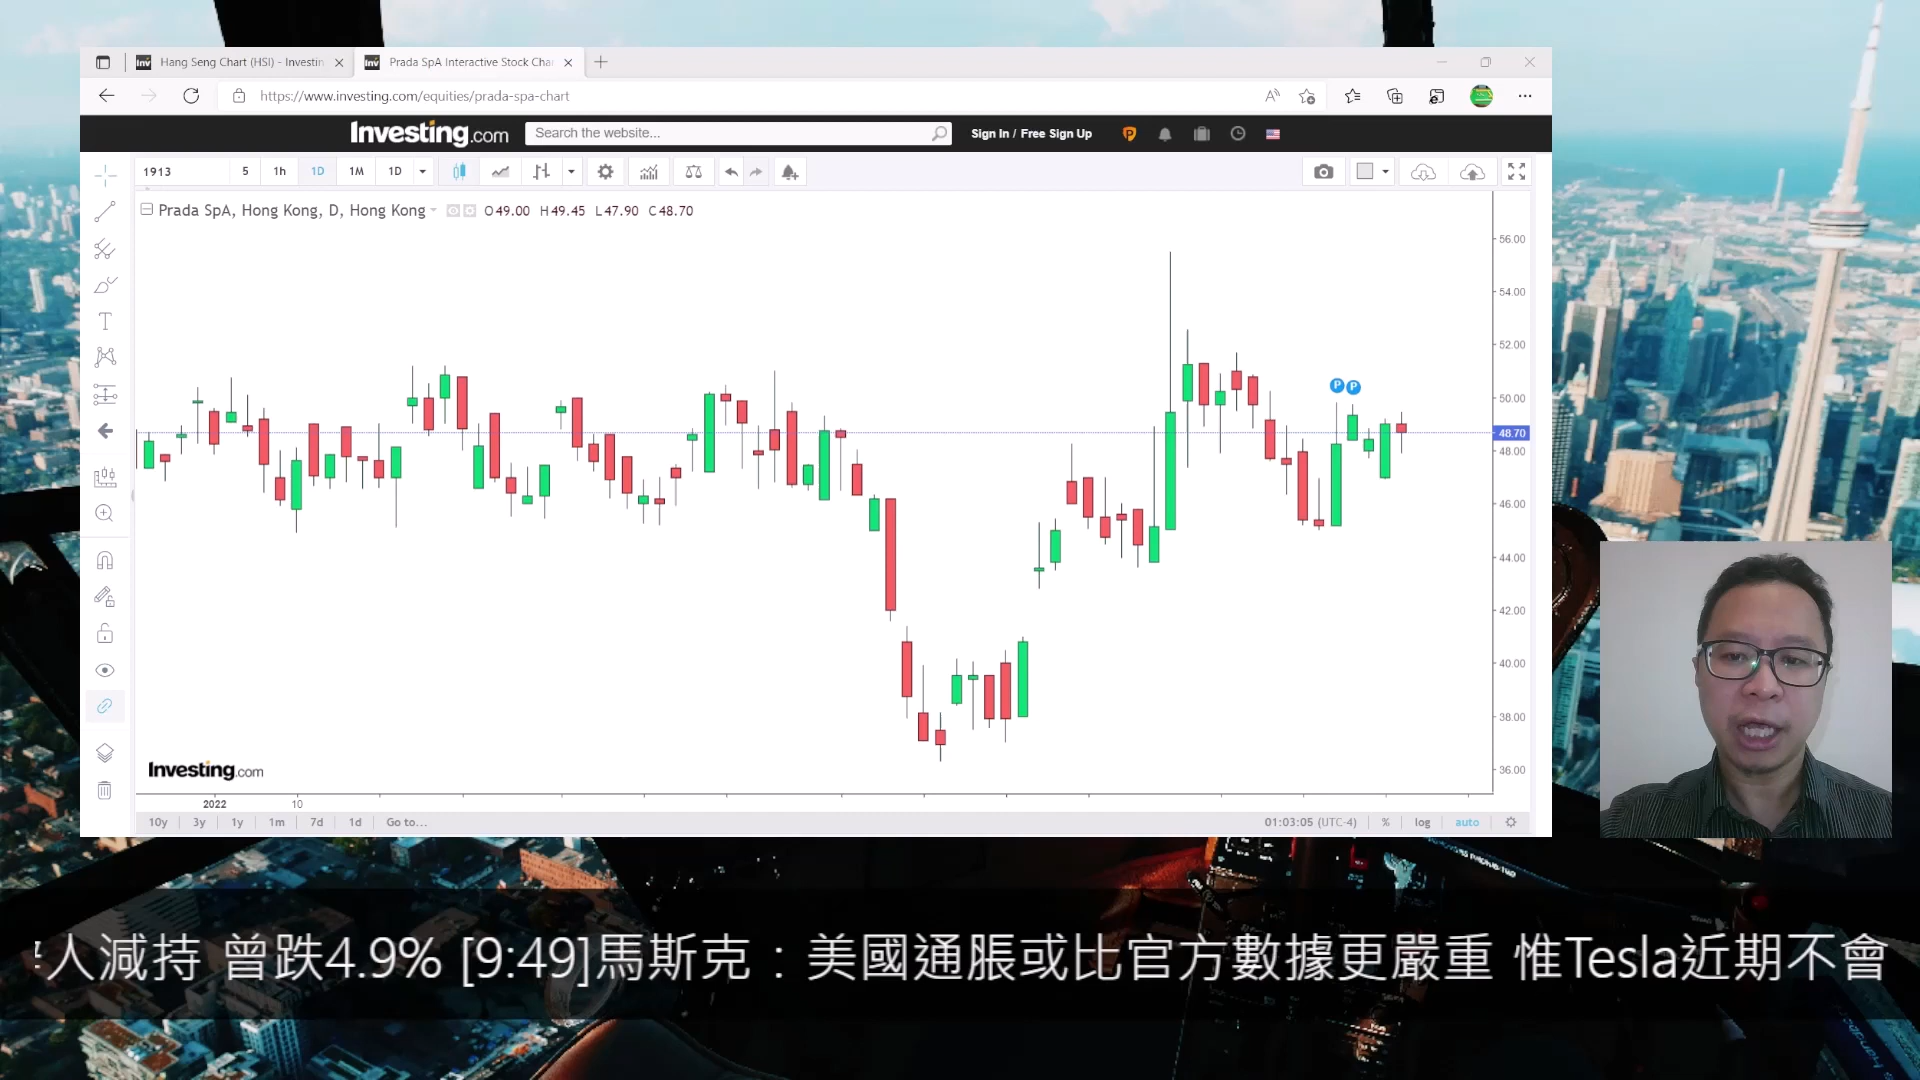 Hang Seng Chart (HSI) - Investin
Prada SpA Interactive Stock Cha
https://www.investing.com/equities/prada-spa-chart
Investing.com
Search the website...
Sign In / Free Sign Up
1913 5 1h 1D 1M 1D
Prada SpA, Hong Kong, D, Hong Kong O49.00 H49.45 L47.90 C48.70
56.00
54.00
52.00
P P
50.00
48.70
48.00
46.00
44.00
42.00
40.00
38.00
36.00
Investing.com
2022 10
10y 3y 1y 1m 7d 1d Go to... 01:03:05 (UTC-4) % log auto
人減持 曾跌4.9% [9:49]馬斯克：美國通脹或比官方數據更嚴重 惟Tesla近期不會